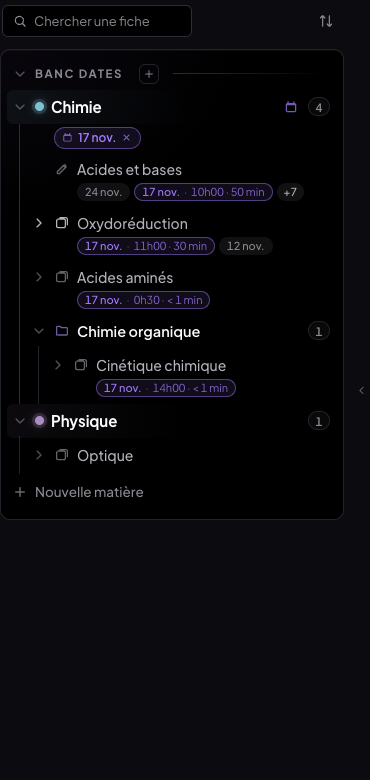 Chercher une fiche
BANC DATES +
Chimie 4
17 nov. ×
Acides et bases
24 nov. 17 nov. · 10h00 · 50 min +7
Oxydoréduction
17 nov. · 11h00 · 30 min 12 nov.
Acides aminés
17 nov. · 0h30 · < 1 min
Chimie organique 1
Cinétique chimique
17 nov. · 14h00 · < 1 min
Physique 1
Optique
+ Nouvelle matière